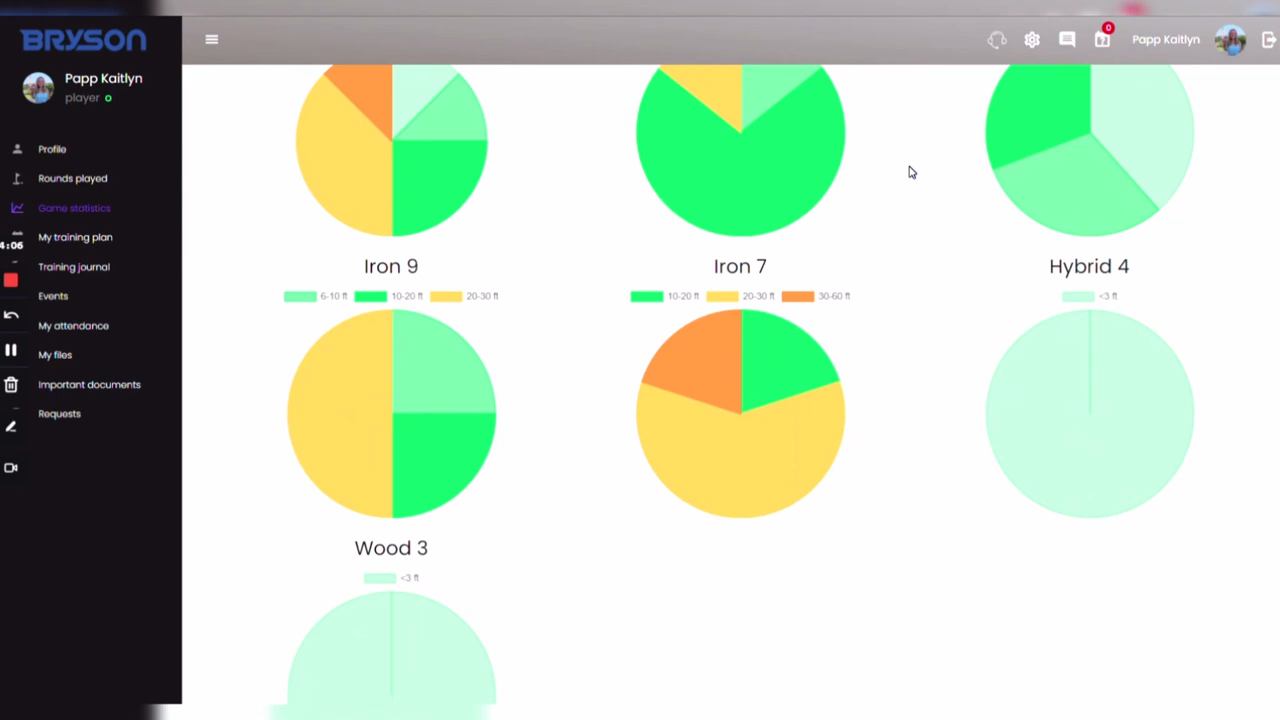 BRYSON
0
Papp Kaitlyn
Papp Kaitlyn
player
Profile
Rounds played
Game statistics
My training plan
4:06
Training journal
Events
My attendance
My files
Important documents
Requests
Iron 9
Iron 7
Hybrid 4
6-10 ft 10-20 ft 20-30 ft
10-20 ft 20-30 ft 30-60 ft
<3 ft
Wood 3
<3 ft